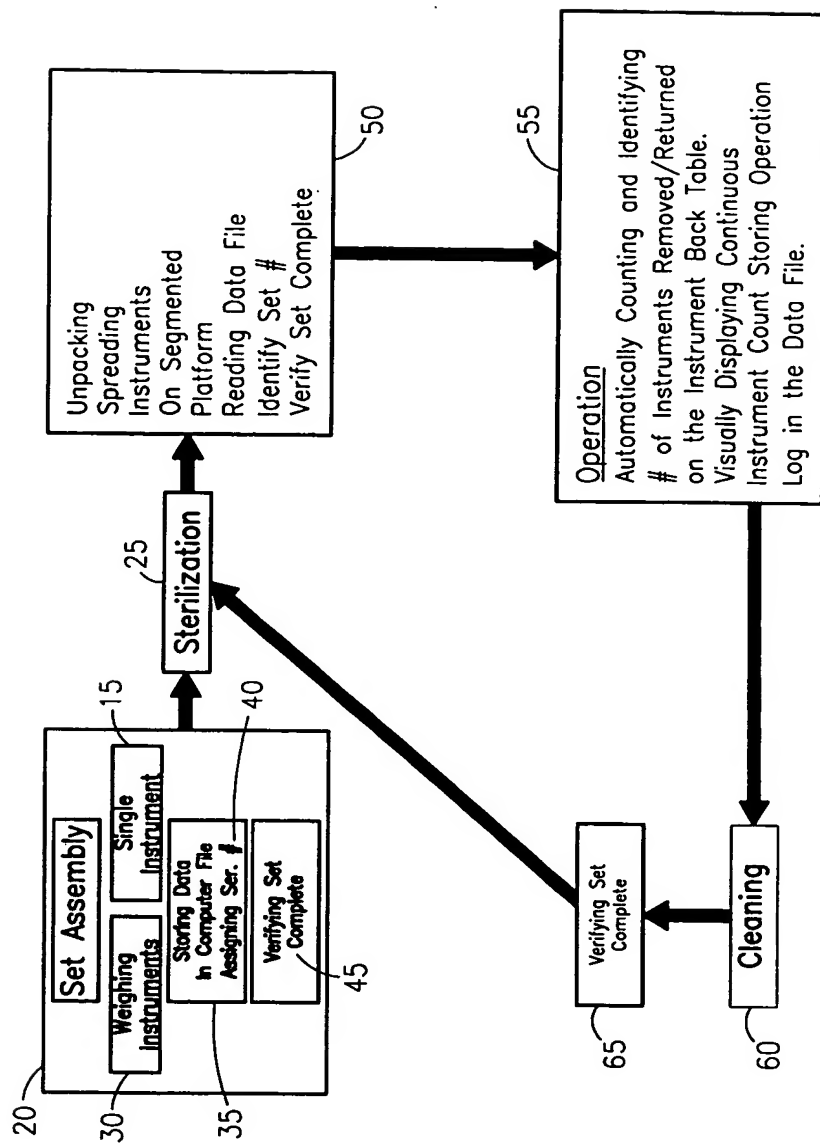 20
Set Assembly
30
Weighing
Instruments
Single
Instrument
15
35
Storing Data
In Computer File
Assigning Ser. #
40
Verifying Set
Complete
45
25
Sterilization
Unpacking
Spreading
Instruments
On Segmented
Platform
Reading Data File
Identify Set #
Verify Set Complete
50
55
Operation
Automatically Counting and Identifying
# of Instruments Removed/Returned
on the Instrument Back Table.
Visually Displaying Continuous
Instrument Count Storing Operation
Log in the Data File.
60
Cleaning
65
Verifying Set
Complete